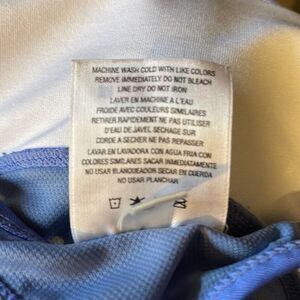 MACHINE WASH COLD WITH LIKE COLORS
REMOVE IMMEDIATELY DO NOT BLEACH
LINE DRY DO NOT IRON
LAVER EN MACHINE A L'EAU
FROIDE AVEC COULEURS SIMILAIRES
RETIRER RAPIDEMENT NE PAS UTILISER
D'EAU DE JAVEL SECHAGE SUR
CORDE A SECHER NE PAS REPASSER
LAVAR EN LAVADORA CON AGUA FRIA CON
COLORES SIMILARES SACAR IMMEDIATAMENTE
NO USAR BLANQUEADOR SECAR EN CUERDA
NO USAR PLANCHAR